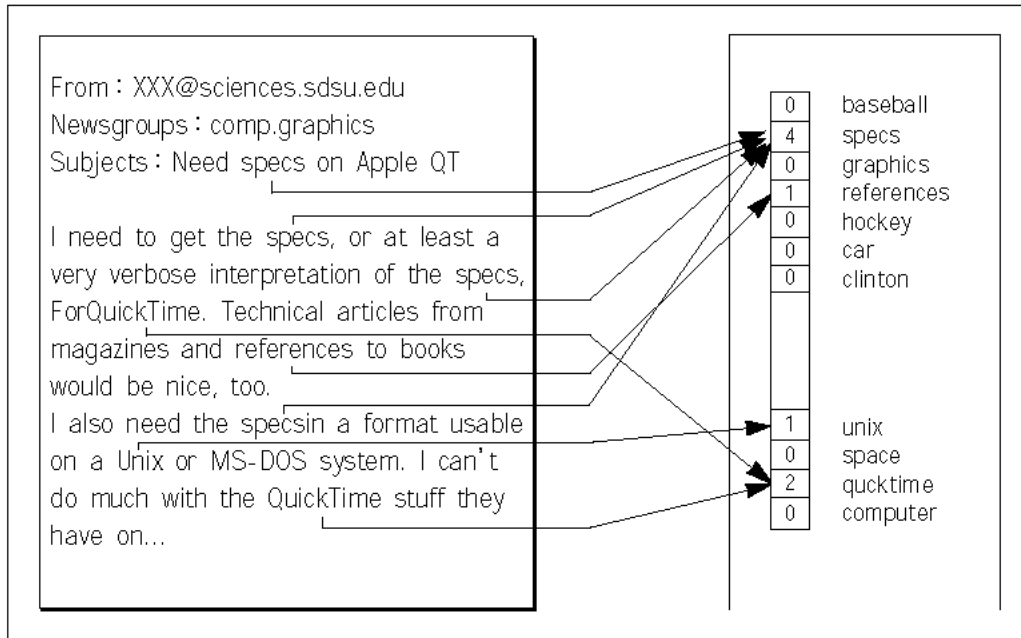 From : XXX@sciences.sdsu.edu
Newsgroups : comp.graphics
Subjects : Need specs on Apple QT
I need to get the specs, or at least a
very verbose interpretation of the specs,
ForQuickTime. Technical articles from
magazines and references to books
would be nice, too.
I also need the specsin a format usable
on a Unix or MS-DOS system. I can't
do much with the QuickTime stuff they
have on...
0 baseball
4 specs
0 graphics
1 references
0 hockey
0 car
0 clinton
1 unix
0 space
2 qucktime
0 computer